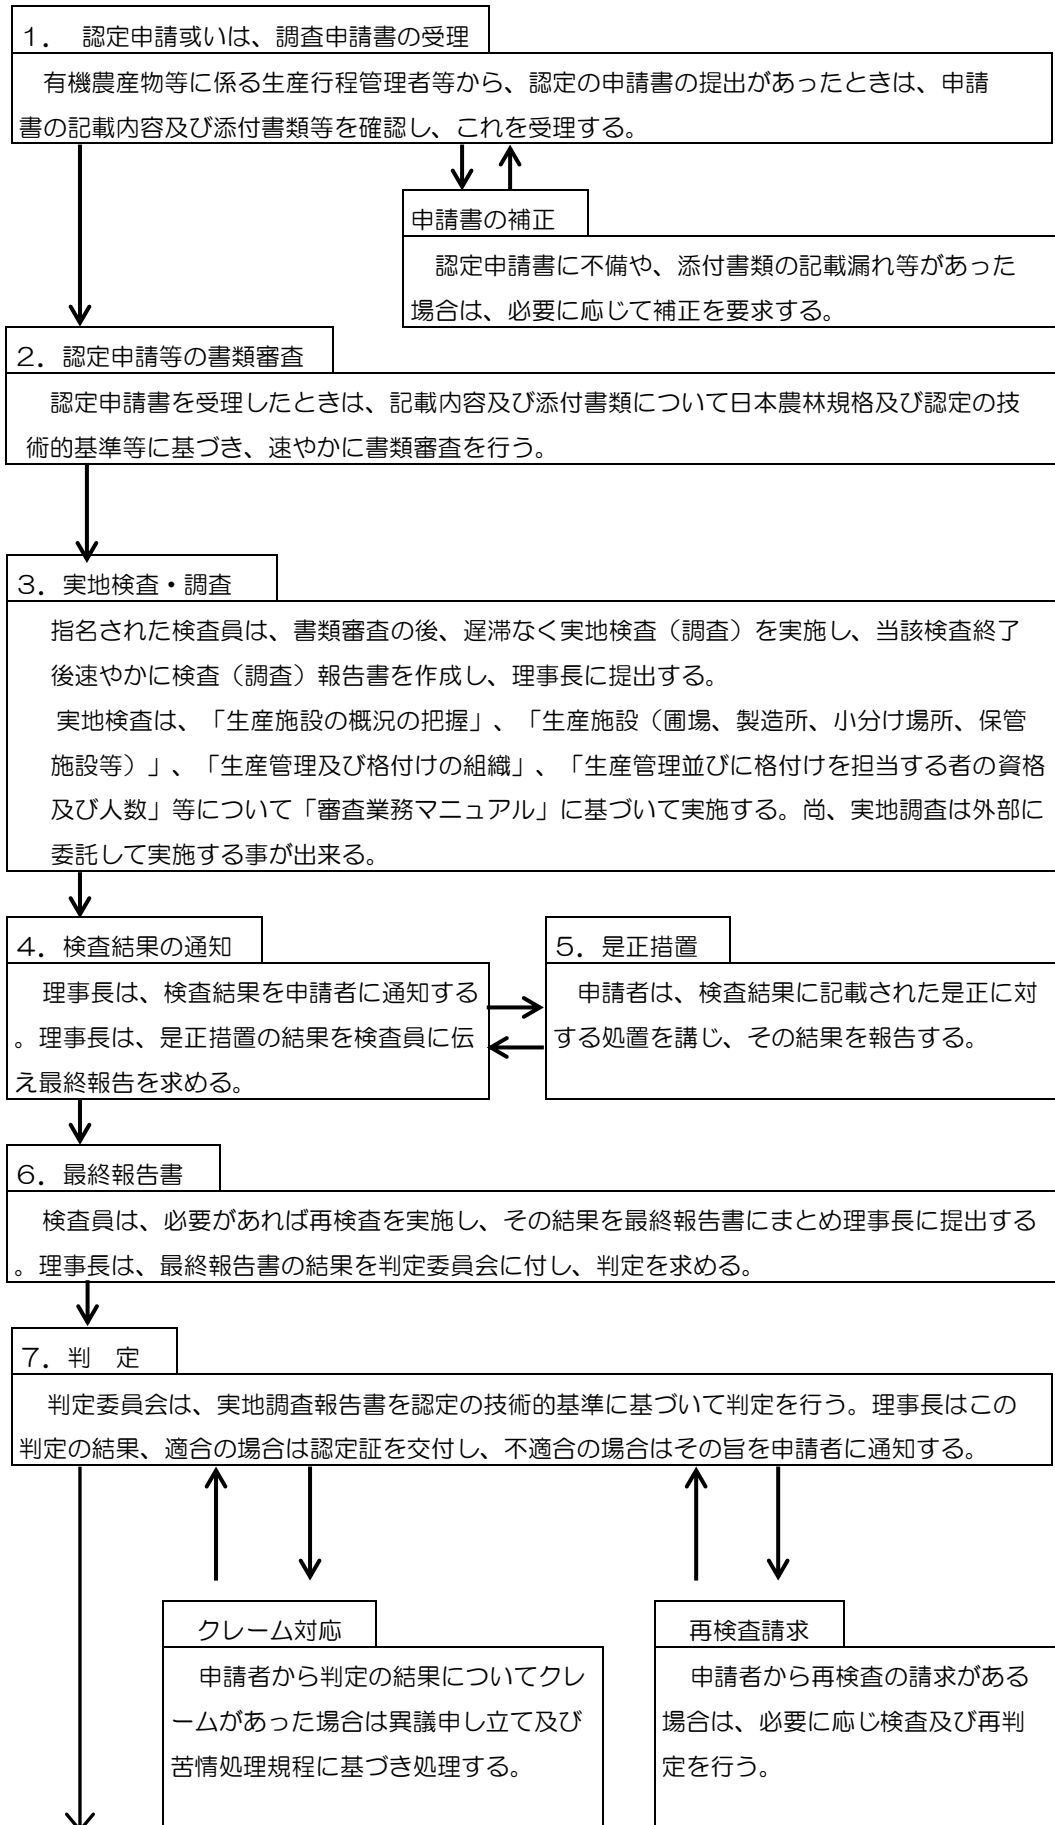 １．　認定申請或いは、調査申請書の受理
有機農産物等に係る生産行程管理者等から、認定の申請書の提出があったときは、申請
書の記載内容及び添付書類等を確認し、これを受理する。
申請書の補正
認定申請書に不備や、添付書類の記載漏れ等があった
場合は、必要に応じて補正を要求する。
２．認定申請等の書類審査
認定申請書を受理したときは、記載内容及び添付書類について日本農林規格及び認定の技
術的基準等に基づき、速やかに書類審査を行う。
３．実地検査・調査
指名された検査員は、書類審査の後、遅滞なく実地検査（調査）を実施し、当該検査終了
後速やかに検査（調査）報告書を作成し、理事長に提出する。
実地検査は、「生産施設の概況の把握」、「生産施設（圃場、製造所、小分け場所、保管
施設等）」、「生産管理及び格付けの組織」、「生産管理並びに格付けを担当する者の資格
及び人数」等について「審査業務マニュアル」に基づいて実施する。尚、実地調査は外部に
委託して実施する事が出来る。
４．検査結果の通知
理事長は、検査結果を申請者に通知する
。理事長は、是正措置の結果を検査員に伝
え最終報告を求める。
５．是正措置
申請者は、検査結果に記載された是正に対
する処置を講じ、その結果を報告する。
６．最終報告書
検査員は、必要があれば再検査を実施し、その結果を最終報告書にまとめ理事長に提出する
。理事長は、最終報告書の結果を判定委員会に付し、判定を求める。
７．判　定
判定委員会は、実地調査報告書を認定の技術的基準に基づいて判定を行う。理事長はこの
判定の結果、適合の場合は認定証を交付し、不適合の場合はその旨を申請者に通知する。
クレーム対応
申請者から判定の結果についてクレ
ームがあった場合は異議申し立て及び
苦情処理規程に基づき処理する。
再検査請求
申請者から再検査の請求がある
場合は、必要に応じ検査及び再判
定を行う。